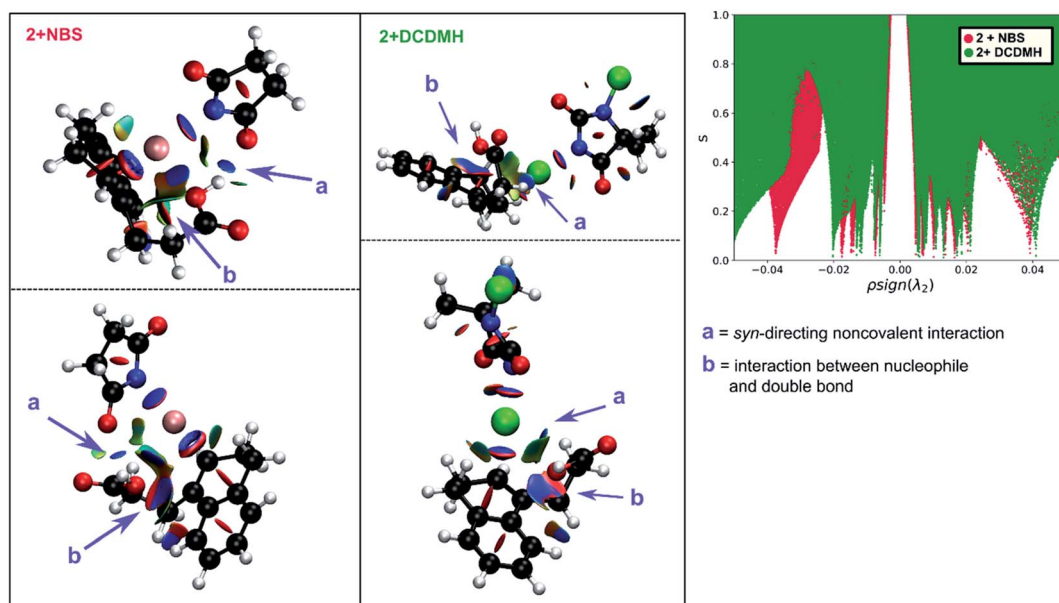 2+NBS
a
b
a
b
2+DCDMH
b
a
a
b
1.0
0.8
0.6
0.4
0.2
0.0
s
−0.04
−0.02
0.00
0.02
0.04
ρsign(λ₂)
2 + NBS
2+ DCDMH
a = syn-directing noncovalent interaction
b = interaction between nucleophile
and double bond